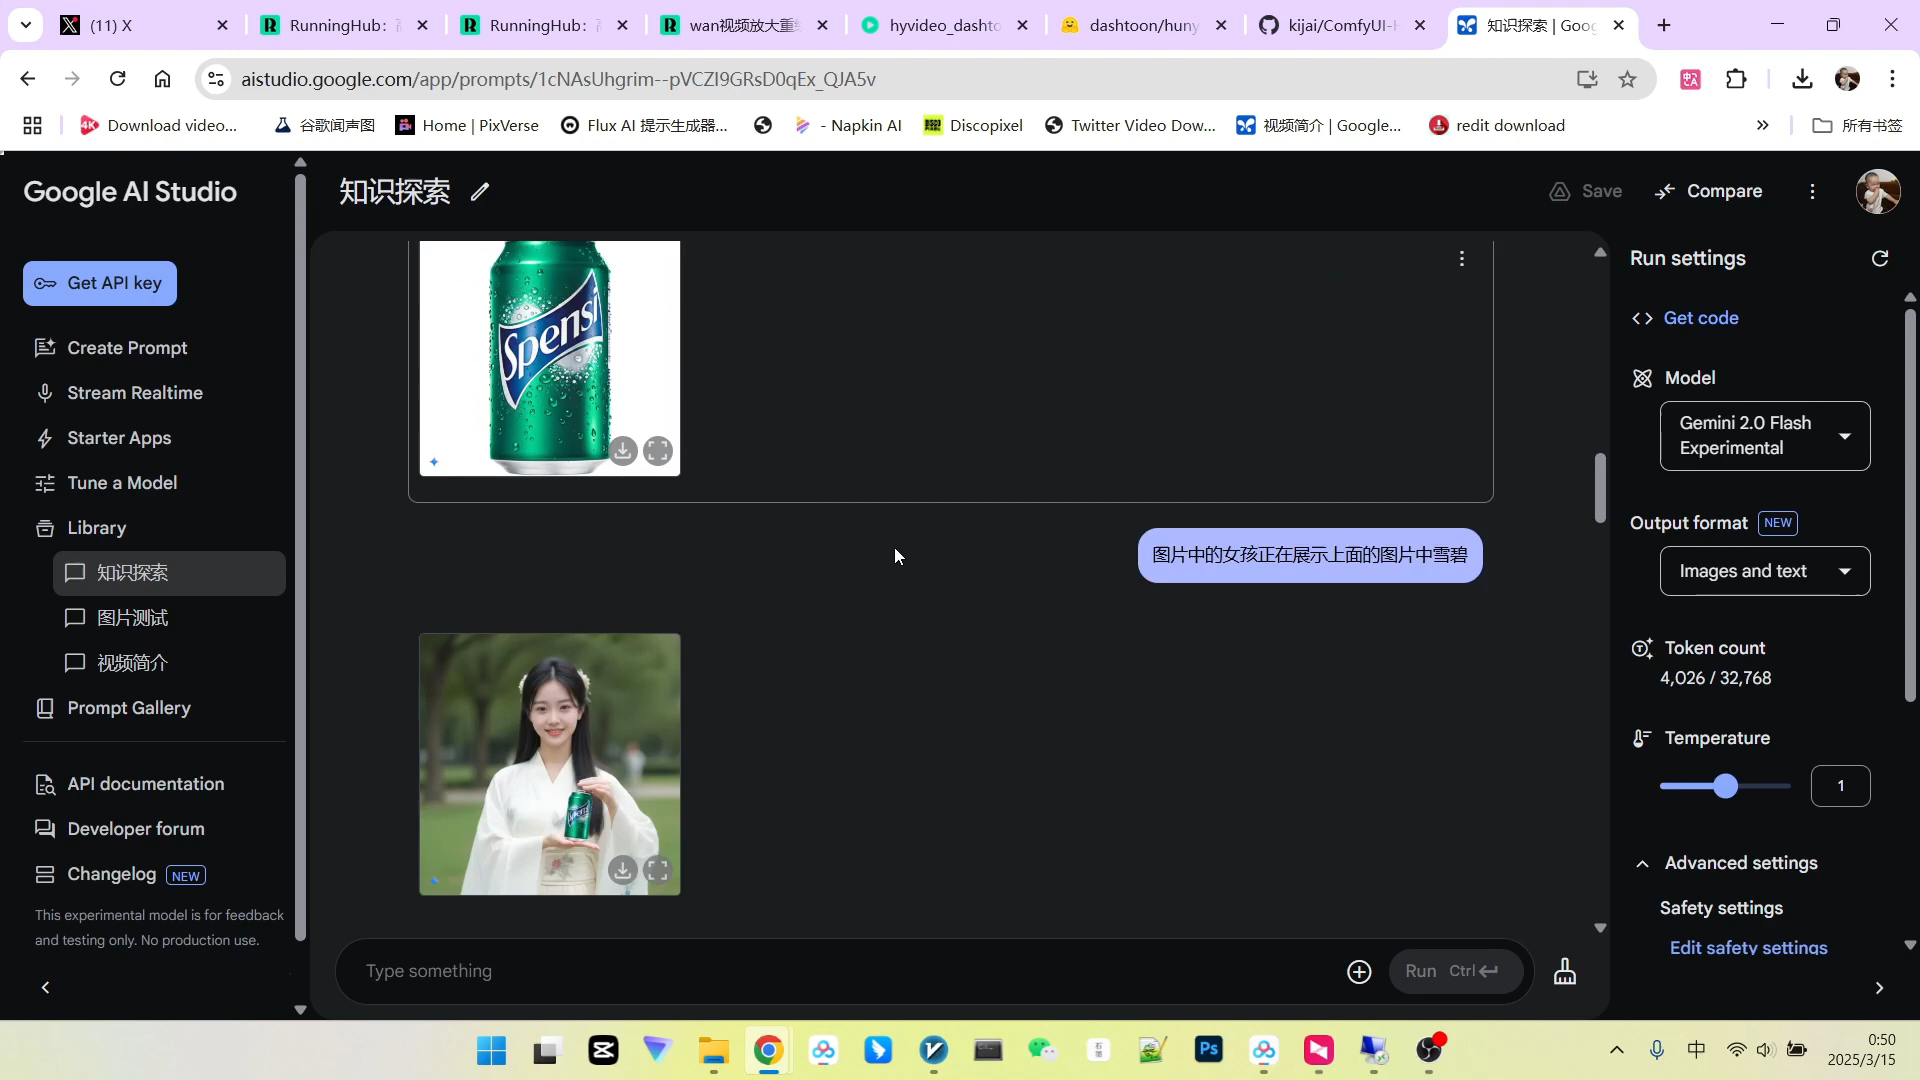 (11) X
RunningHub:
RunningHub:
wan视频放大重
hyvideo_dashto
dashtoon/huny
kijai/ComfyUI-H
知识探索 | Goog
aistudio.google.com/app/prompts/1cNAsUhgrim--pVCZI9GRsD0qEx_QJA5v
Download video...
谷歌闻声图
Home | PixVerse
Flux AI 提示生成器...
- Napkin AI
Discopixel
Twitter Video Dow...
视频简介 | Google...
redit download
所有书签
Google AI Studio
知识探索
Save
Compare
Get API key
Create Prompt
Stream Realtime
Starter Apps
Tune a Model
Library
知识探索
图片测试
视频简介
Prompt Gallery
API documentation
Developer forum
Changelog NEW
This experimental model is for feedback
and testing only. No production use.
Spensi
图片中的女孩正在展示上面的图片中雪碧
Spensi
Type something
Run Ctrl
Run settings
Get code
Model
Gemini 2.0 Flash
Experimental
Output format NEW
Images and text
Token count
4,026 / 32,768
Temperature
1
Advanced settings
Safety settings
Edit safety settings
Ps
中
0:50
2025/3/15